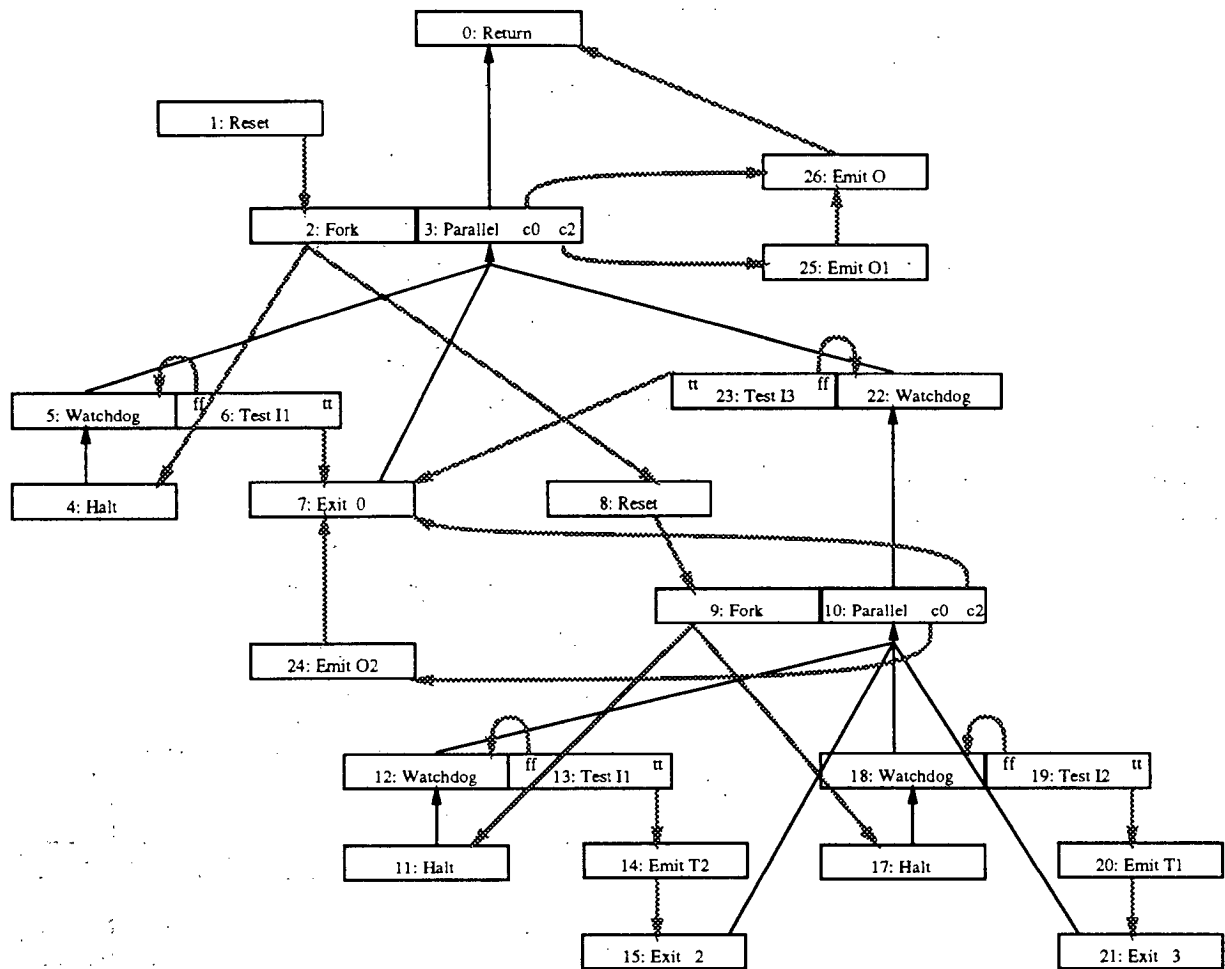 0: Return
1: Reset
26: Emit O
2: Fork 3: Parallel c0 c2
25: Emit O1
tt 23: Test I3 ff 22: Watchdog
5: Watchdog ff 6: Test I1 tt
4: Halt
7: Exit 0
8: Reset
9: Fork 10: Parallel c0 c2
24: Emit O2
12: Watchdog ff 13: Test I1 tt
18: Watchdog ff 19: Test I2 tt
11: Halt
14: Emit T2
17: Halt
20: Emit T1
15: Exit 2
21: Exit 3